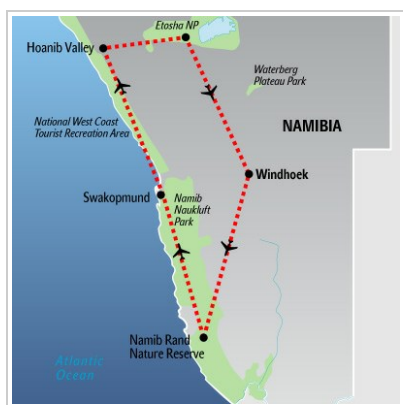 Etosha NP
Hoanib Valley
Waterberg
Plateau Park
National West Coast
Tourist Recreation Area
NAMIBIA
Windhoek
Swakopmund
Namib
Naukluft
Park
Namib Rand
Nature Reserve
Atlantic
Ocean